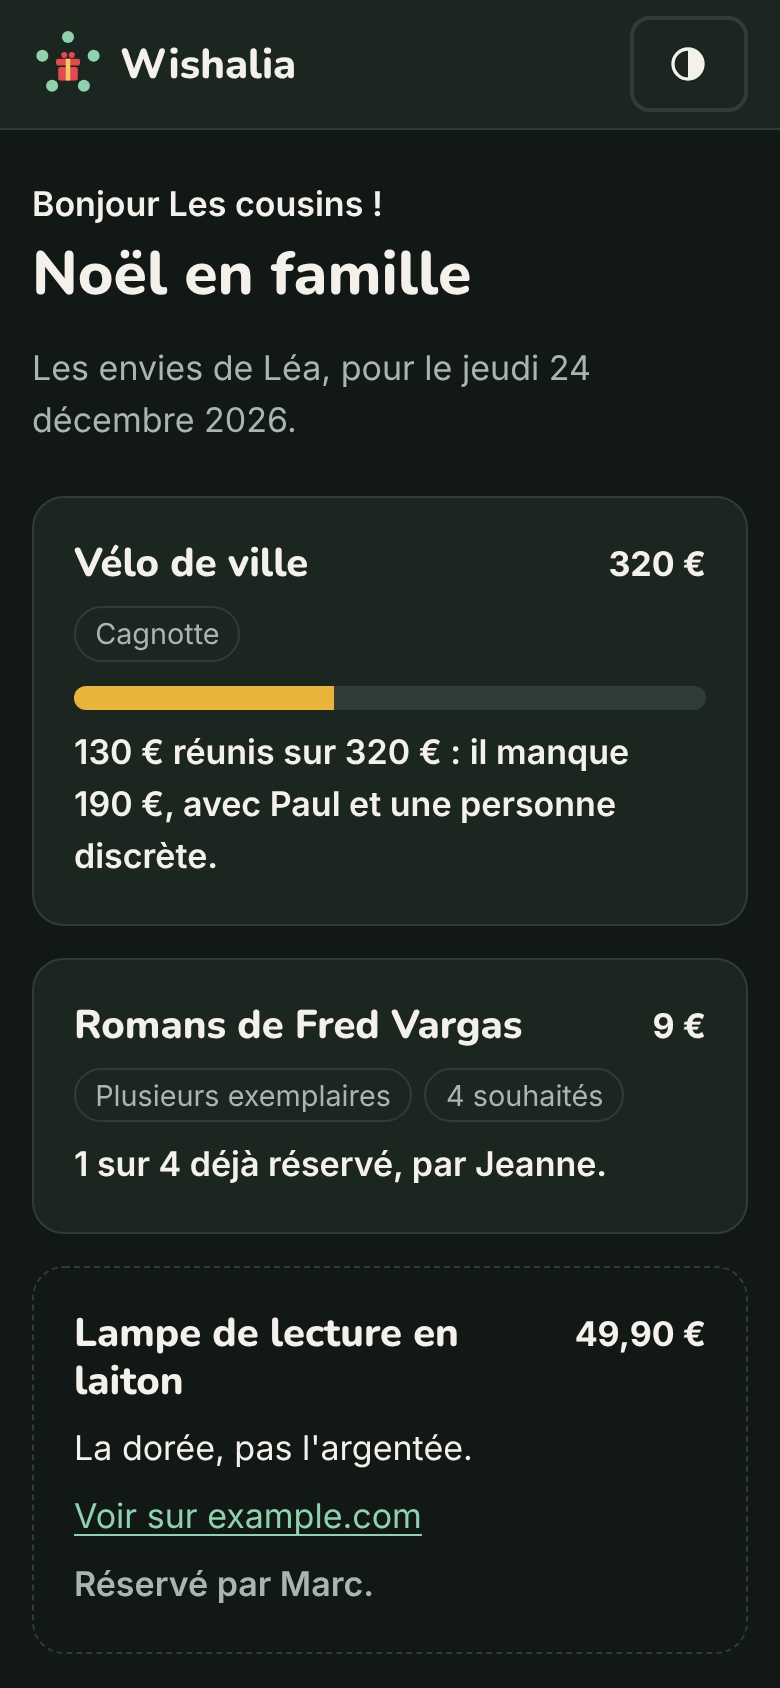 Wishalia
Bonjour Les cousins !
Noël en famille
Les envies de Léa, pour le jeudi 24
décembre 2026.
Vélo de ville
320 €
Cagnotte
130 € réunis sur 320 € : il manque
190 €, avec Paul et une personne
discrète.
Romans de Fred Vargas
9 €
Plusieurs exemplaires
4 souhaités
1 sur 4 déjà réservé, par Jeanne.
Lampe de lecture en
laiton
49,90 €
La dorée, pas l'argentée.
Voir sur example.com
Réservé par Marc.